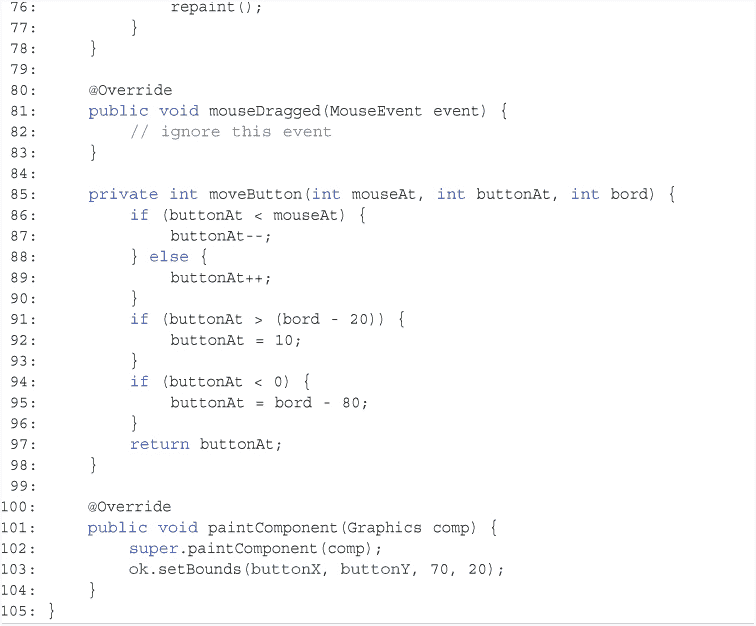 76:             repaint();
77:         }
78:     }
79:
80:     @Override
81:     public void mouseDragged(MouseEvent event) {
82:         // ignore this event
83:     }
84:
85:     private int moveButton(int mouseAt, int buttonAt, int bord) {
86:         if (buttonAt < mouseAt) {
87:             buttonAt--;
88:         } else {
89:             buttonAt++;
90:         }
91:         if (buttonAt > (bord - 20)) {
92:             buttonAt = 10;
93:         }
94:         if (buttonAt < 0) {
95:             buttonAt = bord - 80;
96:         }
97:         return buttonAt;
98:     }
99:
100:     @Override
101:     public void paintComponent(Graphics comp) {
102:         super.paintComponent(comp);
103:         ok.setBounds(buttonX, buttonY, 70, 20);
104:     }
105: }